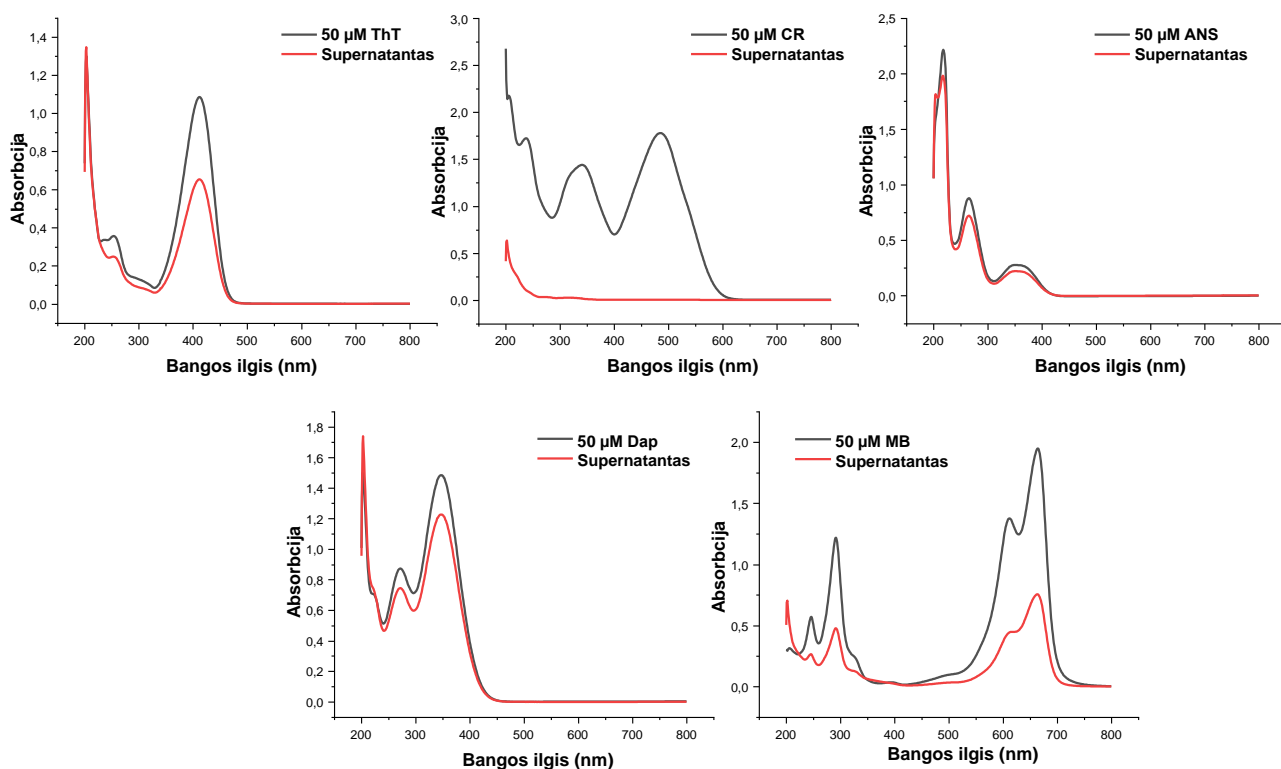 50 µM ThT
Supernatantas
Absorbcija
1,4
1,2
1,0
0,8
0,6
0,4
0,2
0,0
200 300 400 500 600 700 800
Bangos ilgis (nm)
50 µM CR
Supernatantas
Absorbcija
3,0
2,5
2,0
1,5
1,0
0,5
0,0
200 300 400 500 600 700 800
Bangos ilgis (nm)
50 µM ANS
Supernatantas
Absorbcija
2,5
2,0
1,5
1,0
0,5
0,0
200 300 400 500 600 700 800
Bangos ilgis (nm)
50 µM Dap
Supernatantas
Absorbcija
1,8
1,6
1,4
1,2
1,0
0,8
0,6
0,4
0,2
0,0
200 300 400 500 600 700 800
Bangos ilgis (nm)
50 µM MB
Supernatantas
Absorbcija
2,0
1,5
1,0
0,5
0,0
200 300 400 500 600 700 800
Bangos ilgis (nm)